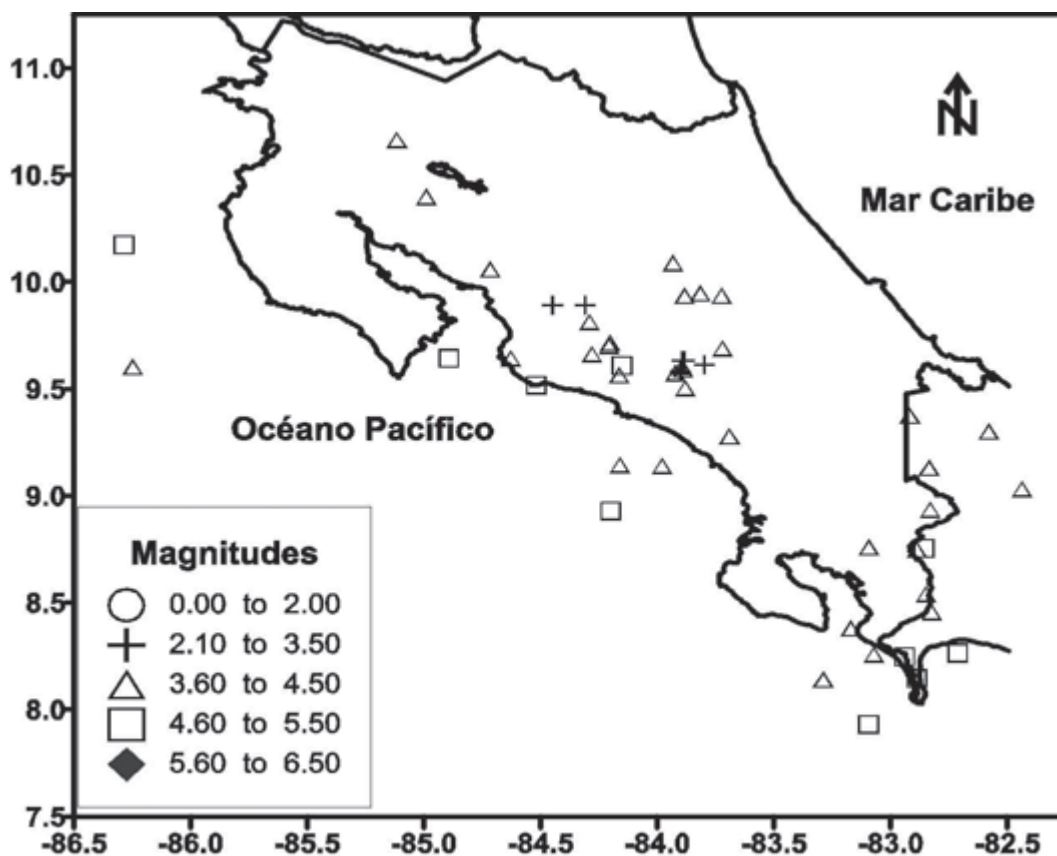 11.0
10.5
10.0
9.5
9.0
8.5
8.0
7.5
-86.5 -86.0 -85.5 -85.0 -84.5 -84.0 -83.5 -83.0 -82.5
N
Mar Caribe
Océano Pacífico
Magnitudes
0.00 to 2.00
2.10 to 3.50
3.60 to 4.50
4.60 to 5.50
5.60 to 6.50